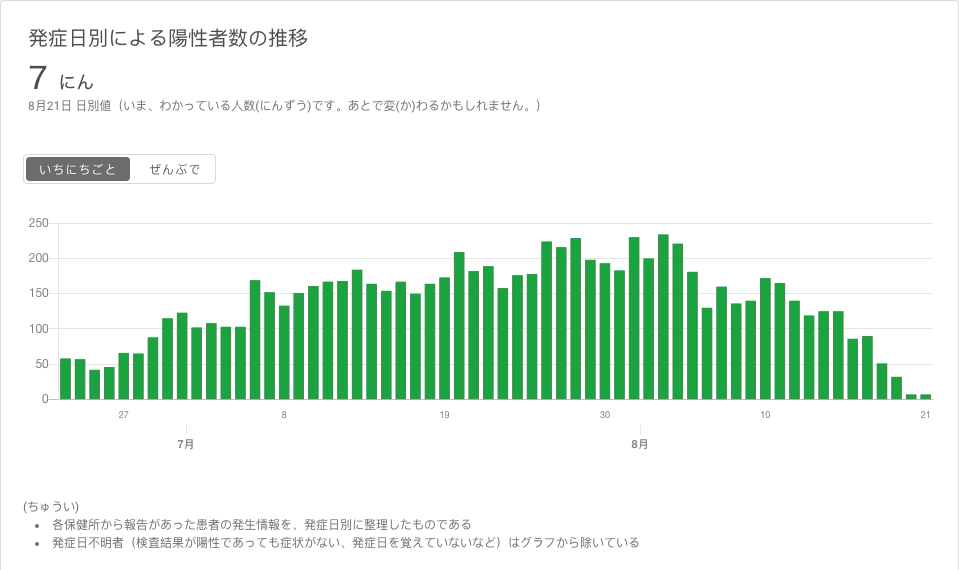 発症日別による陽性者数の推移
7 にん
8月21日 日別値（いま、わかっている人数(にんずう)です。あとで変(か)わるかもしれません。）
いちにちごと ぜんぶで
250
200
150
100
50
0
27 8 19 30 10 21
7月 8月
(ちゅうい)
• 各保健所から報告があった患者の発生情報を、発症日別に整理したものである
• 発症日不明者（検査結果が陽性であっても症状がない、発症日を覚えていないなど）はグラフから除いている